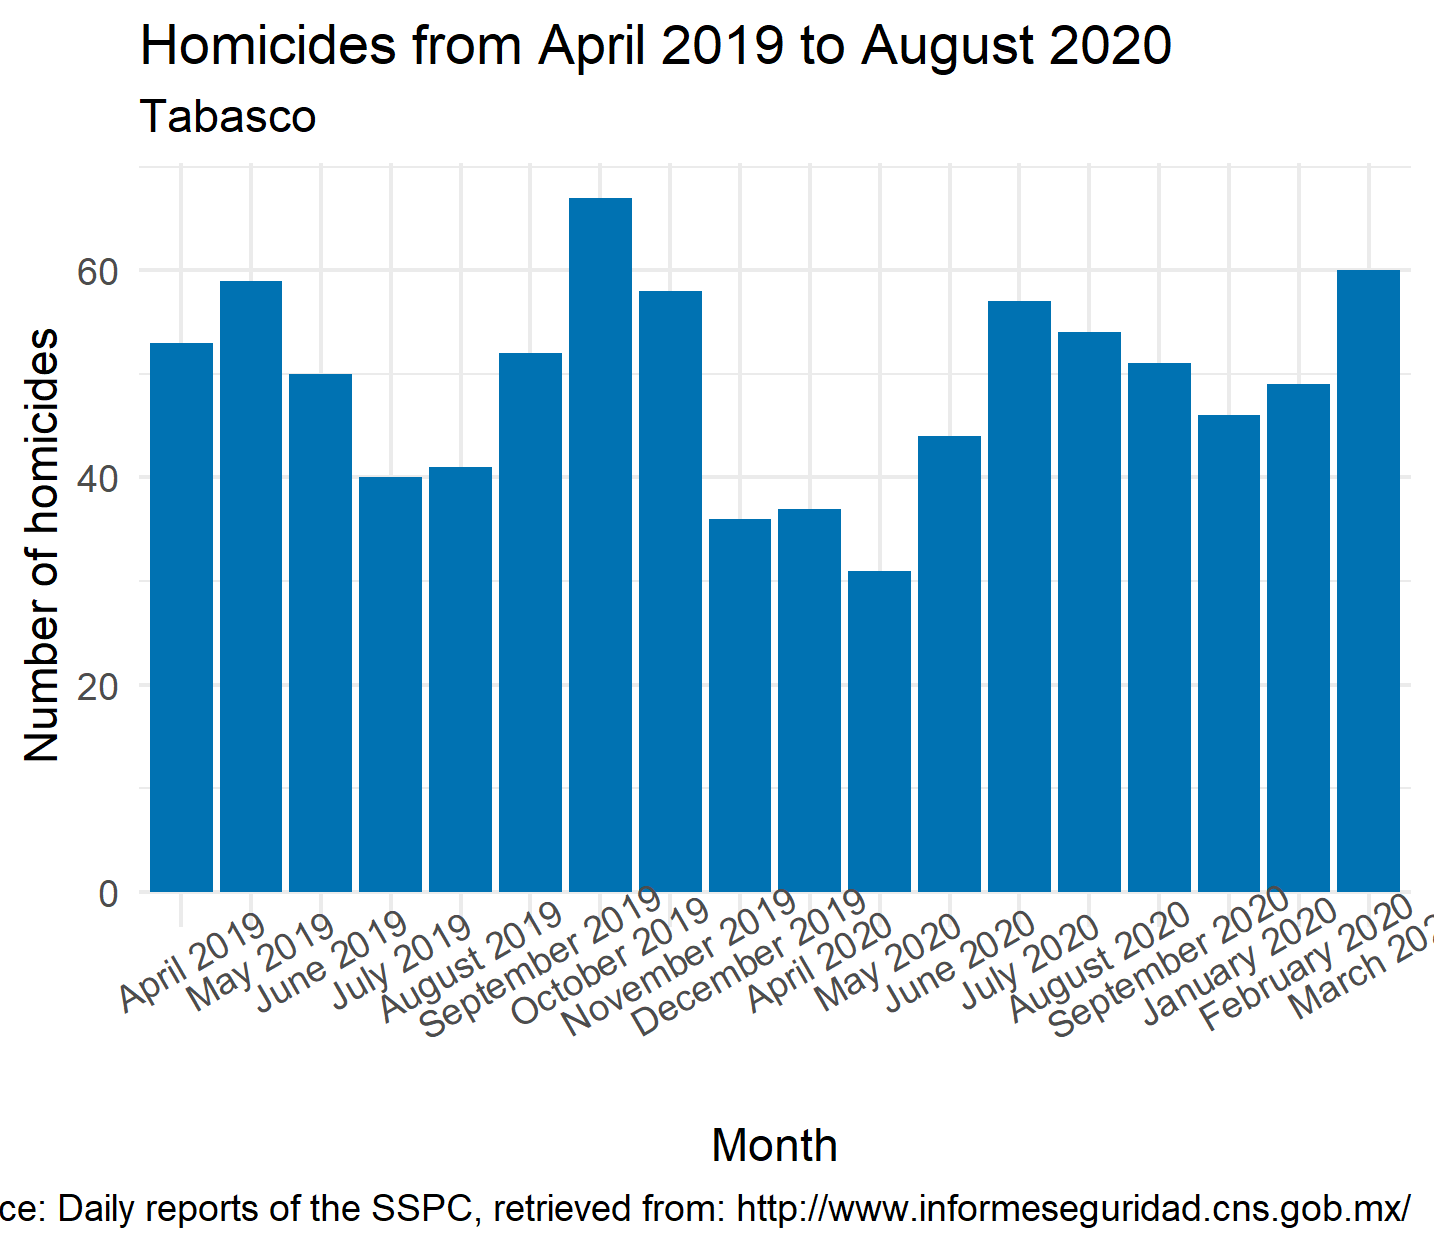 Homicides from April 2019 to August 2020
Tabasco
Number of homicides
60
40
20
0
April 2019
May 2019
June 2019
July 2019
August 2019
September 2019
October 2019
November 2019
December 2019
April 2020
May 2020
June 2020
July 2020
August 2020
September 2020
January 2020
February 2020
March 202
Month
ce: Daily reports of the SSPC, retrieved from: http://www.informeseguridad.cns.gob.mx/